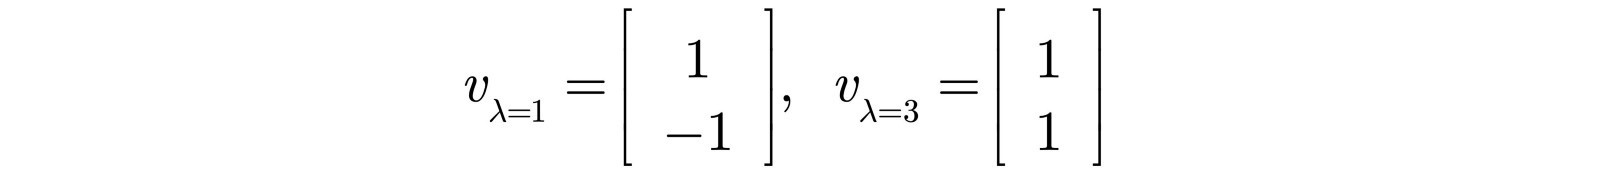 v_{λ=1} = [ 1 -1 ], v_{λ=3} = [ 1 1 ]